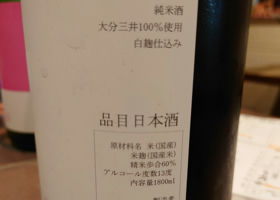 純米酒
大分三井100%使用
白麹仕込み
品目日本酒
原材料名 米(国産)
米麹(国産米)
精米歩合60%
アルコール度数13度
内容量1800ml